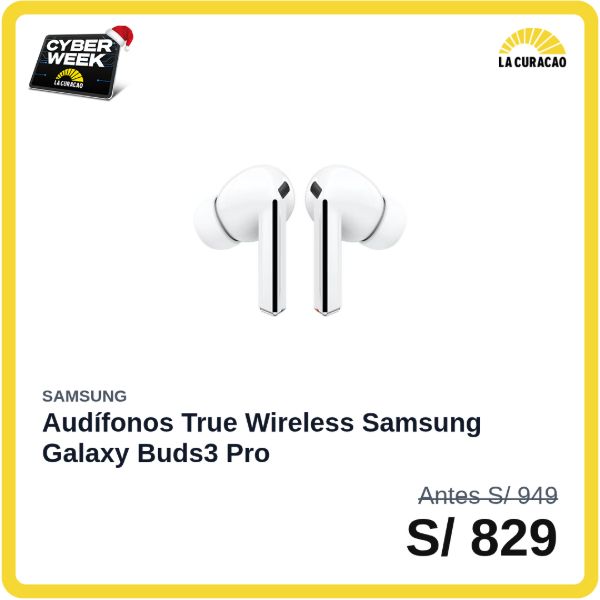 CYBER
WEEK
LA CURACAO
LA CURACAO
SAMSUNG
Audífonos True Wireless Samsung
Galaxy Buds3 Pro
Antes S/ 949
S/ 829